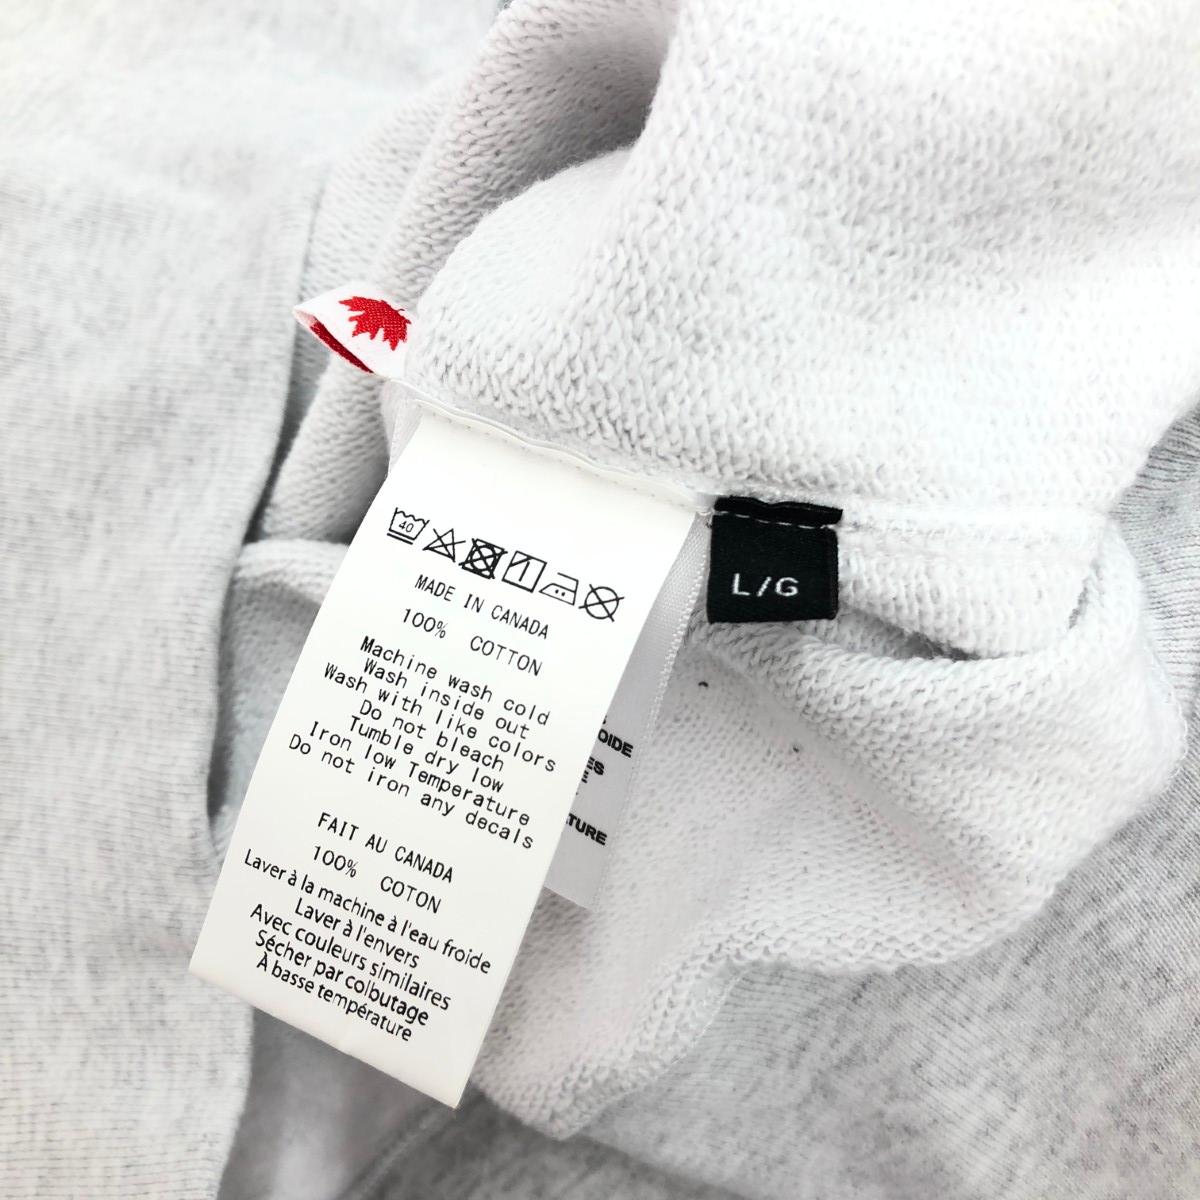 40
MADE IN CANADA
100% COTTON
Machine wash cold
Wash inside out
Wash with like colors
Do not bleach
Tumble dry low
Iron low Temperature
Do not iron any decals
FAIT AU CANADA
100% COTON
Laver à la machine à l'eau froide
Laver à l'envers
Avec couleurs similaires
Sécher par colbutage
À basse température
L/G